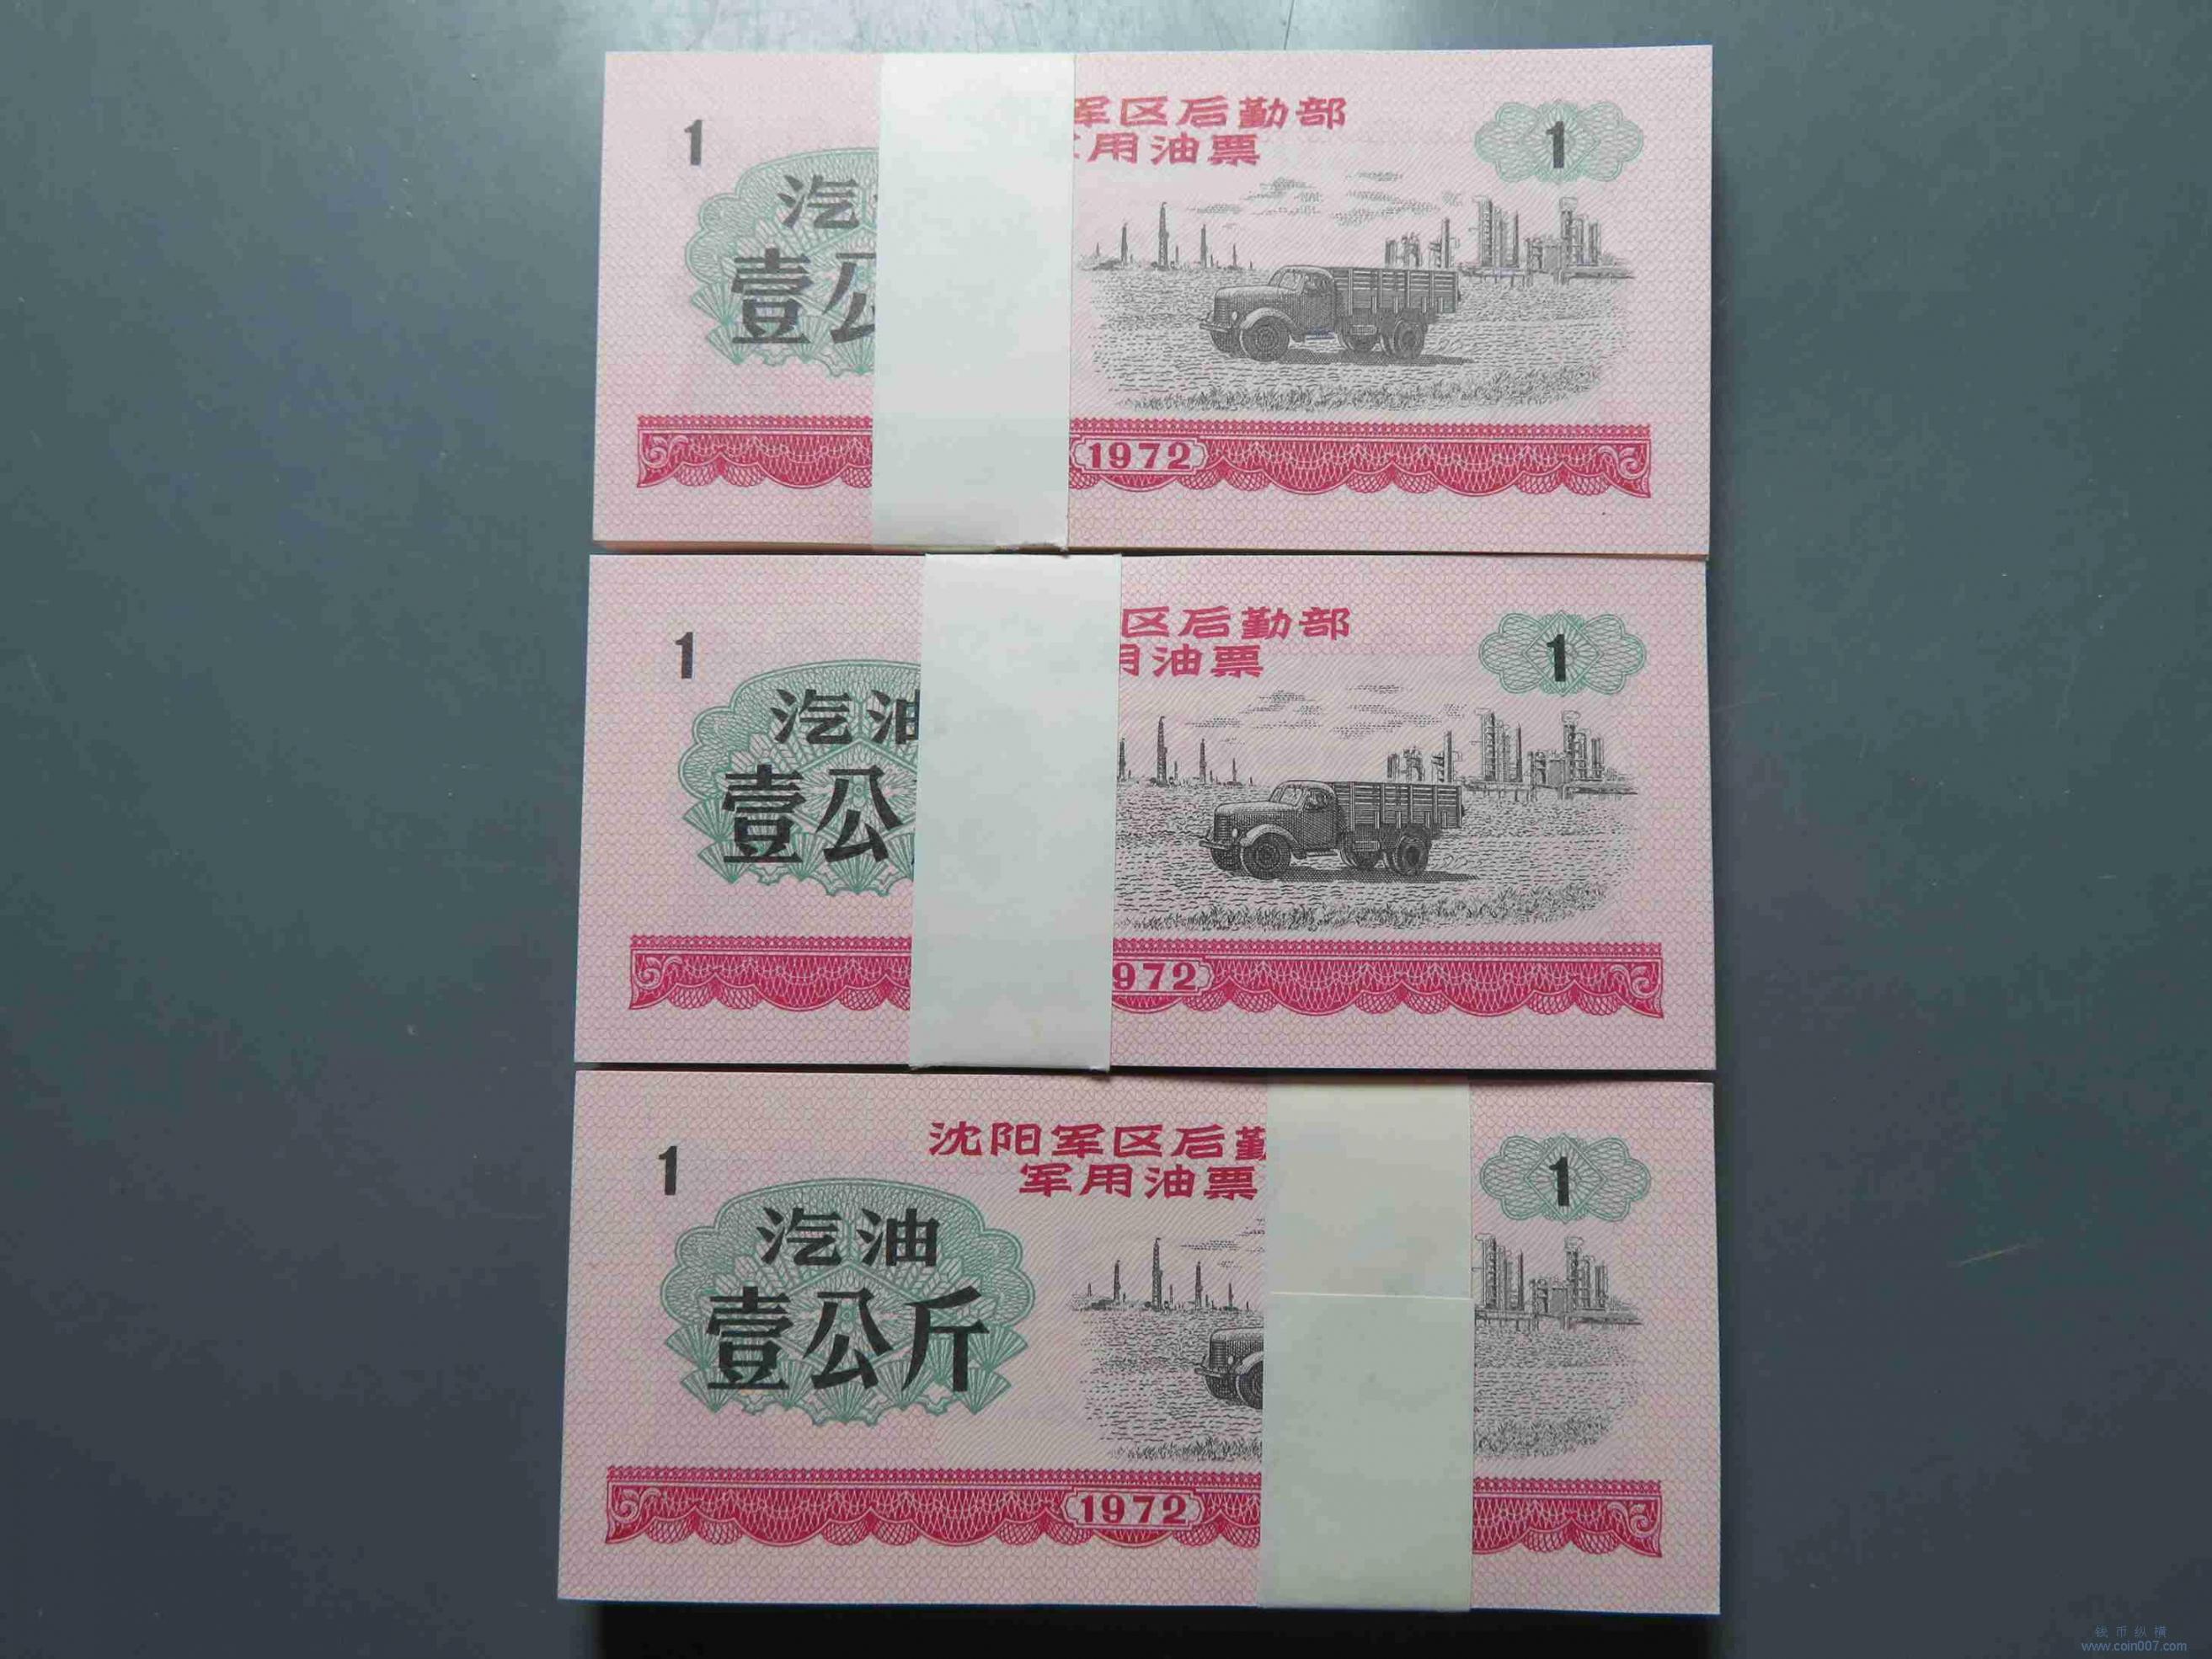 军区后勤部
用油票
1
1
汽
壹公
1972
区后勤部
用油票
1
1
汽油
壹公
972
沈阳军区后勤
军用油票
1
1
汽油
壹公斤
1972
钱币纵横
www.coin007.com